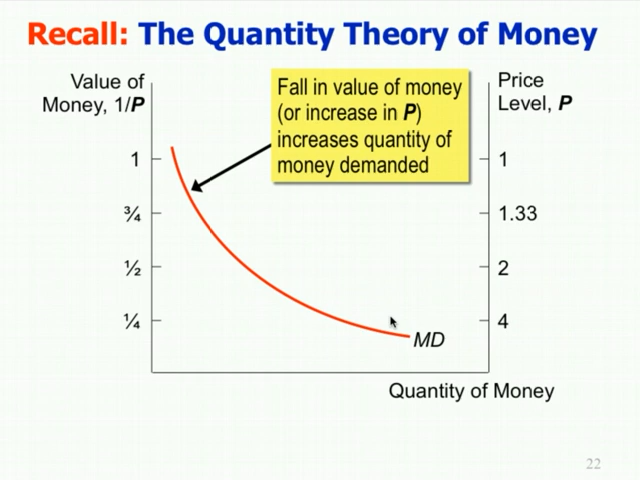 Recall: The Quantity Theory of Money
Value of
Money, 1/P
Price
Level, P
Fall in value of money
(or increase in P)
increases quantity of
money demanded
1
1
¾
1.33
½
2
¼
4
MD
Quantity of Money
22